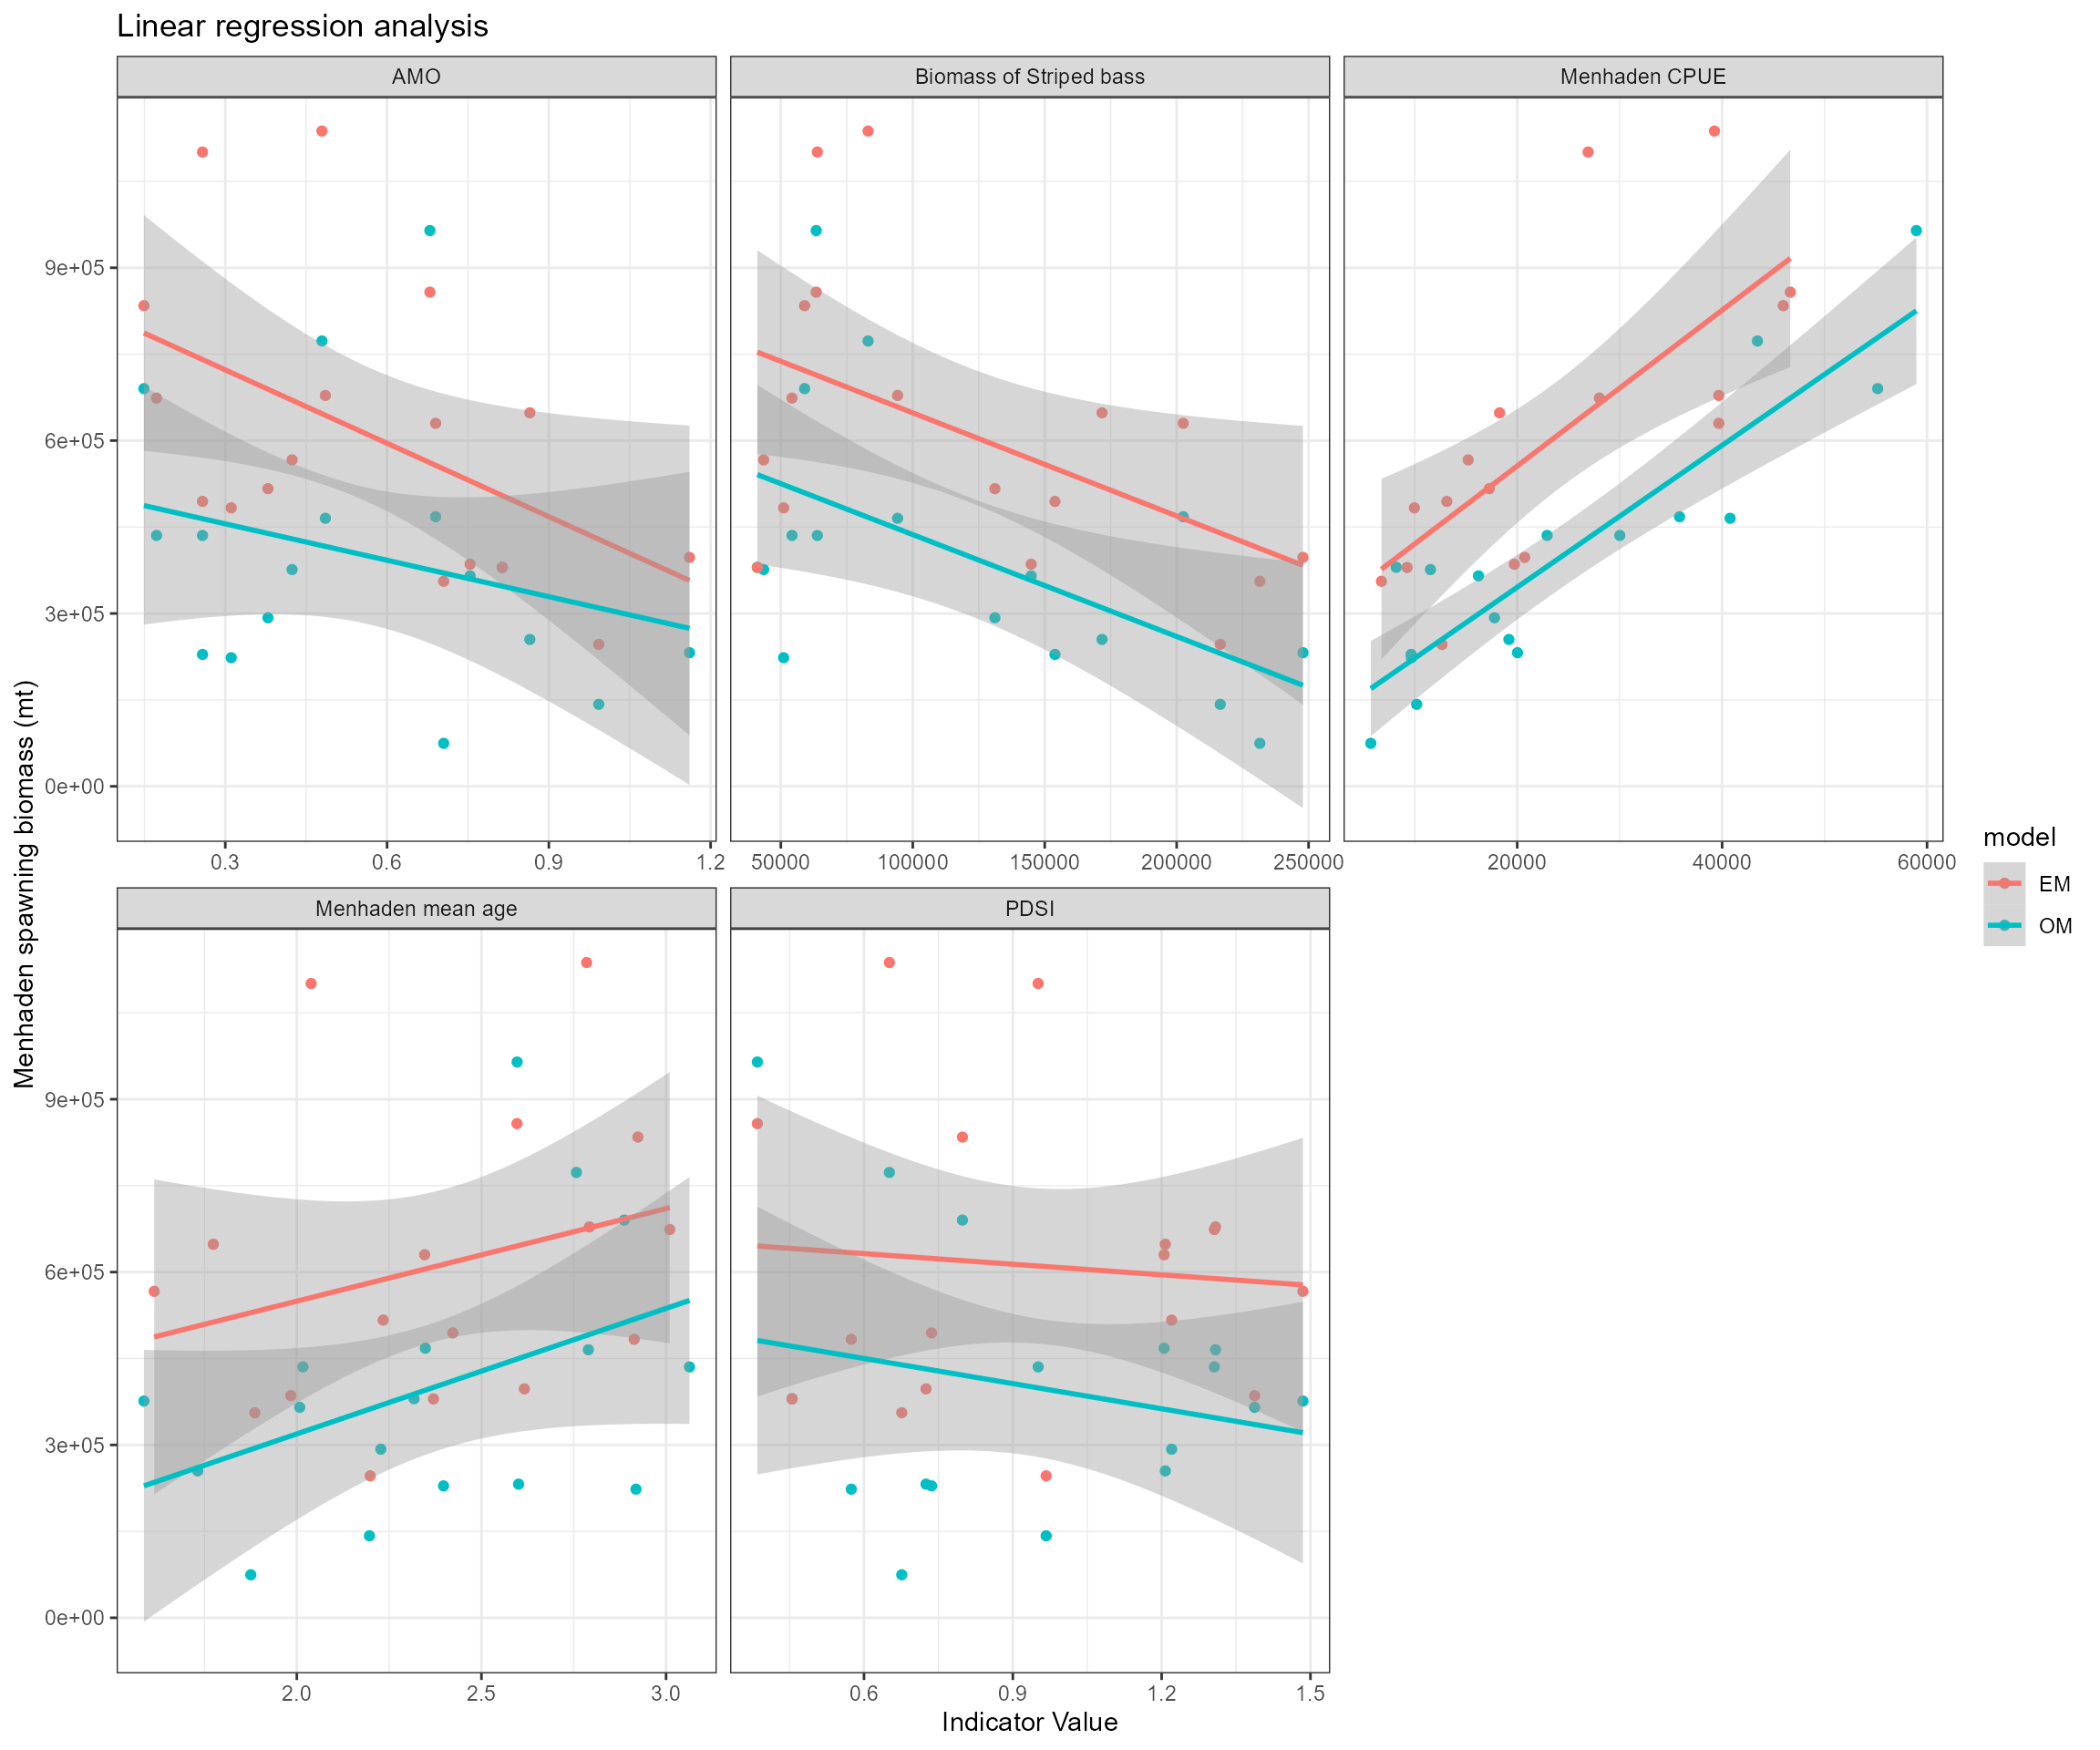 Linear regression analysis
AMO
Biomass of Striped bass
Menhaden CPUE
Menhaden spawning biomass (mt)
9e+05
6e+05
3e+05
0e+00
0.3 0.6 0.9 1.2
50000 100000 150000 200000 250000
20000 40000 60000
model
EM
OM
Menhaden mean age
PDSI
9e+05
6e+05
3e+05
0e+00
2.0 2.5 3.0
0.6 0.9 1.2 1.5
Indicator Value